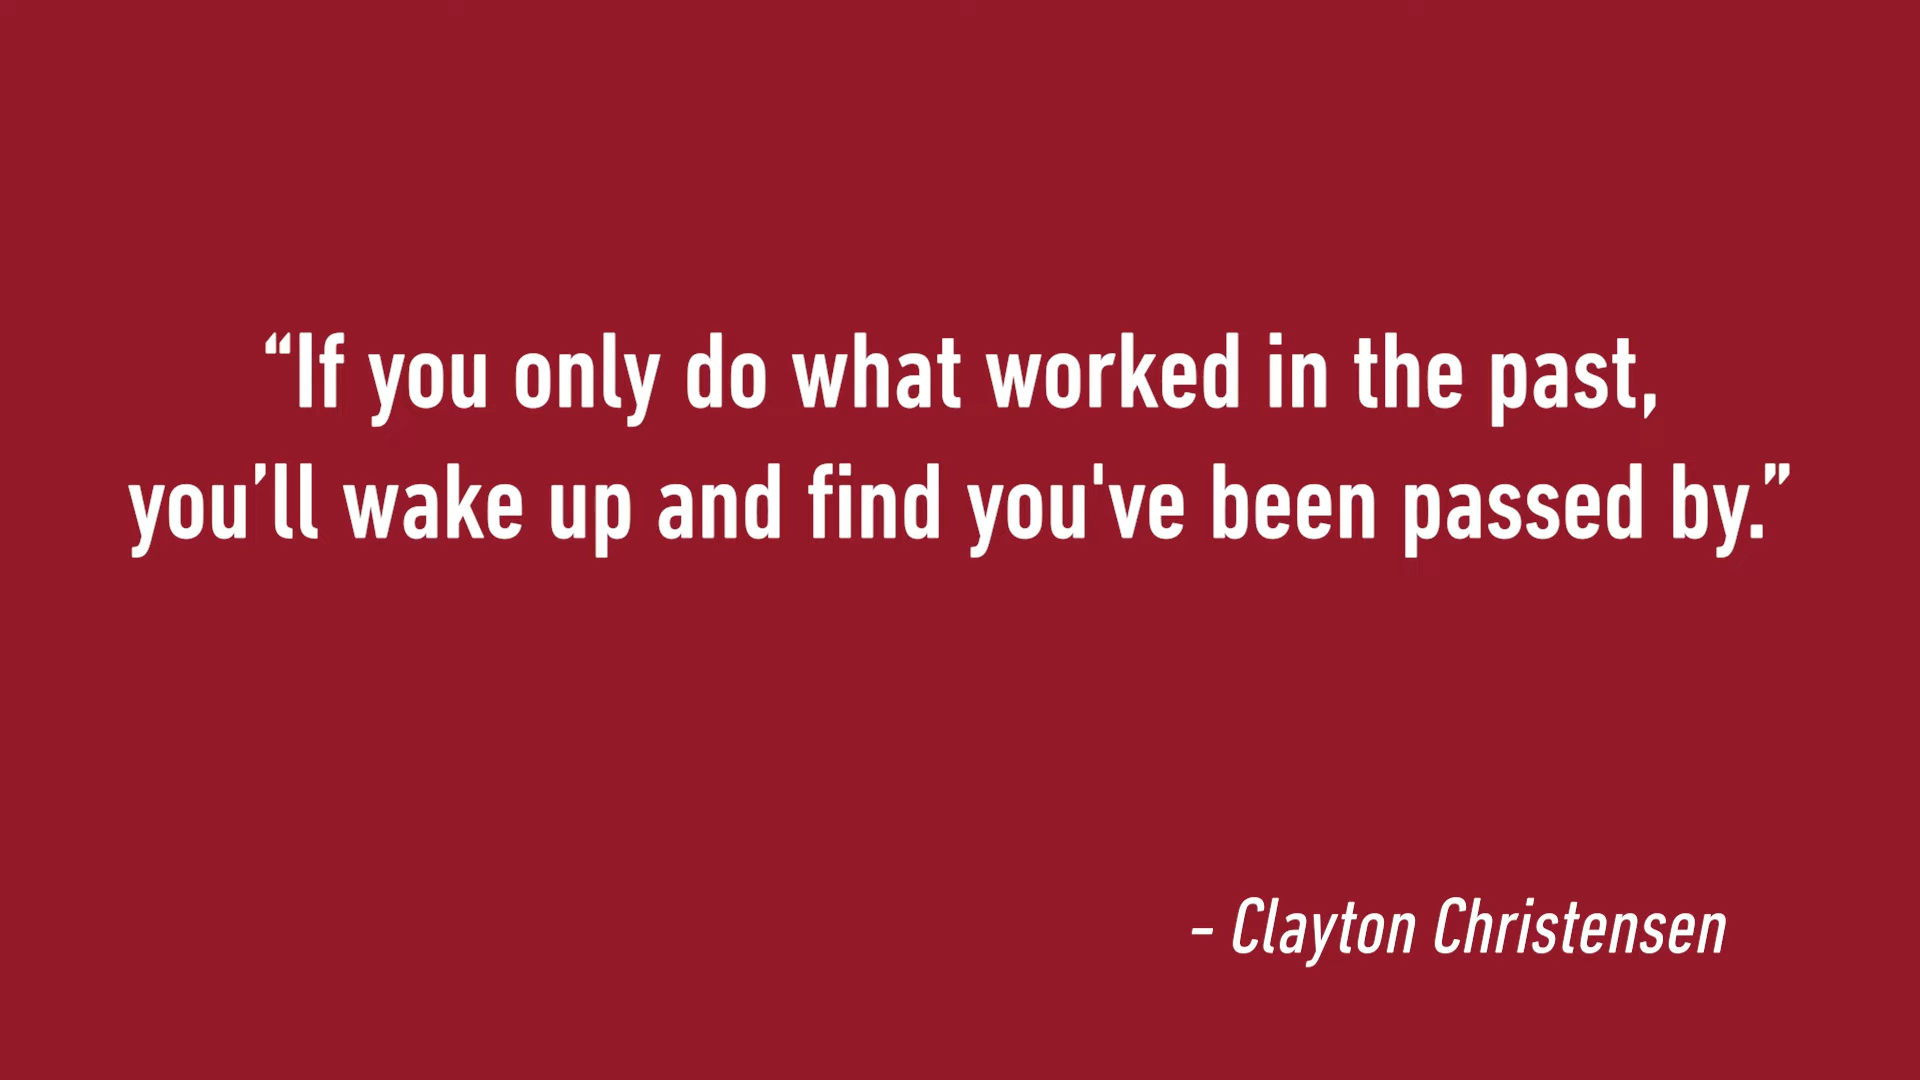 “If you only do what worked in the past,
you’ll wake up and find you've been passed by.”
- Clayton Christensen